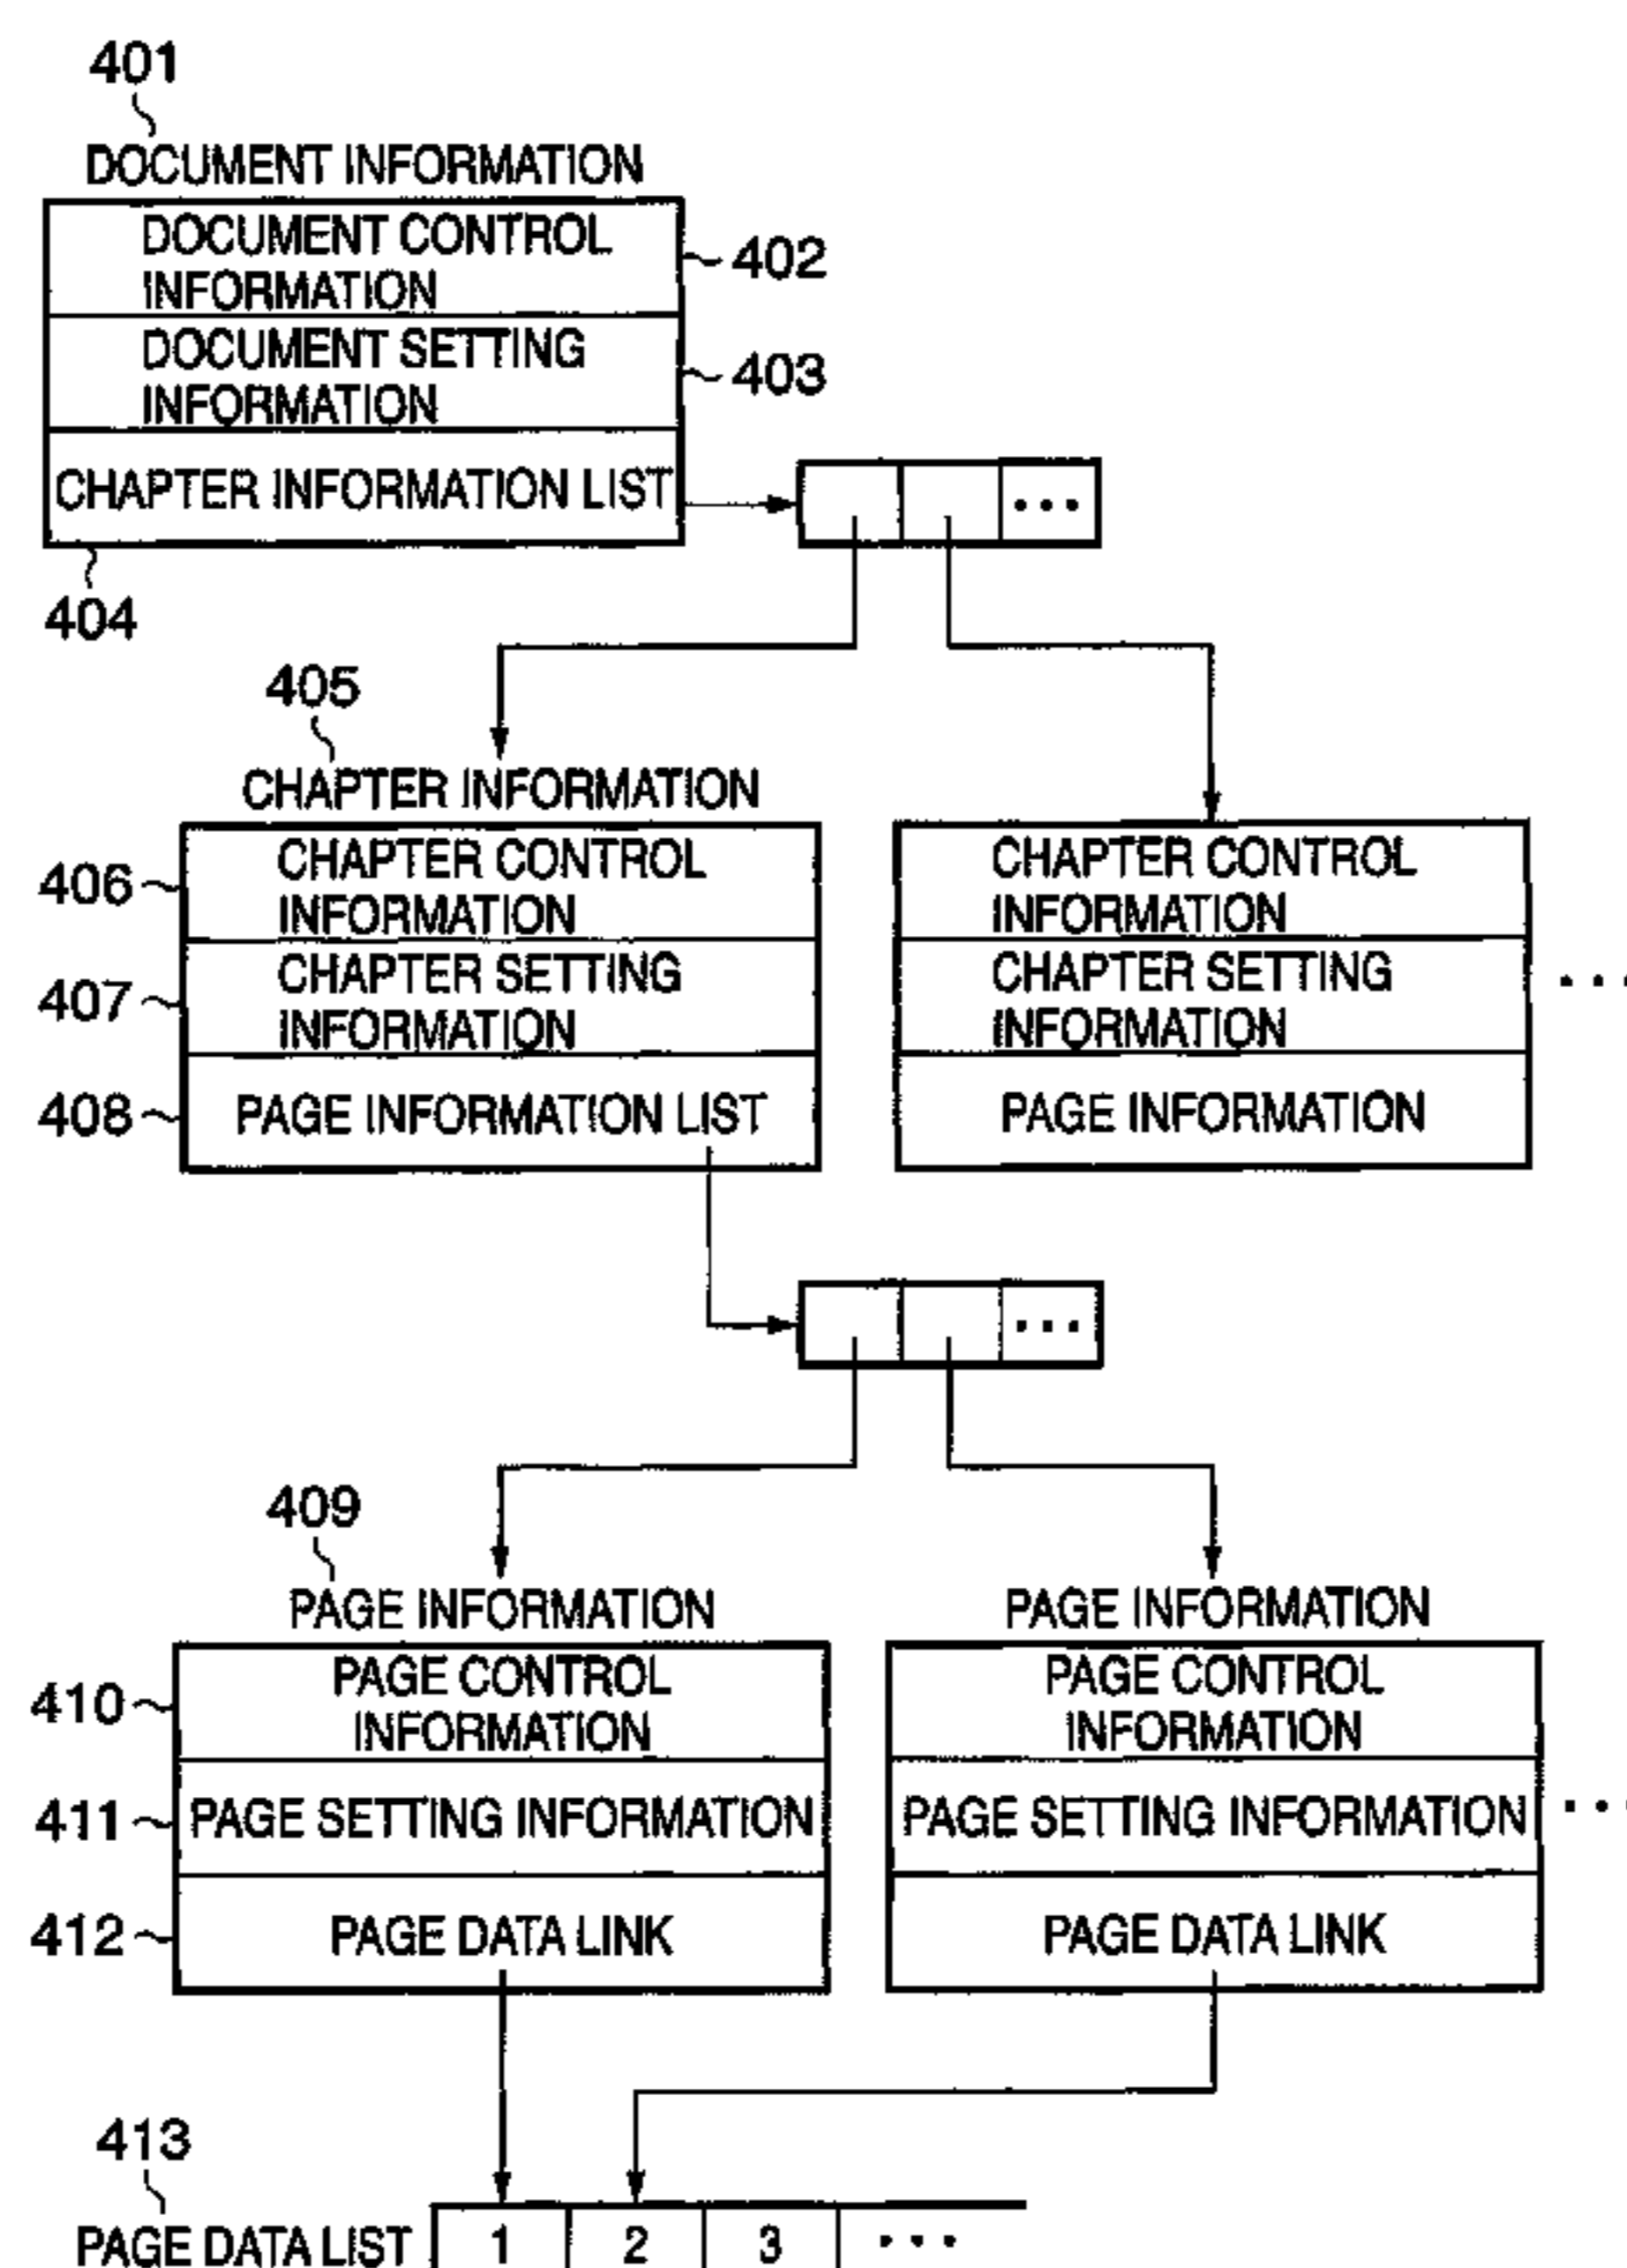 401
DOCUMENT INFORMATION
DOCUMENT CONTROL
INFORMATION
402
DOCUMENT SETTING
INFORMATION
403
CHAPTER INFORMATION LIST
• • •
404
405
CHAPTER INFORMATION
406
CHAPTER CONTROL
INFORMATION
CHAPTER CONTROL
INFORMATION
407
CHAPTER SETTING
INFORMATION
CHAPTER SETTING
INFORMATION
• • •
408
PAGE INFORMATION LIST
PAGE INFORMATION
• • •
409
PAGE INFORMATION
PAGE INFORMATION
410
PAGE CONTROL
INFORMATION
PAGE CONTROL
INFORMATION
411
PAGE SETTING INFORMATION
PAGE SETTING INFORMATION
• • •
412
PAGE DATA LINK
PAGE DATA LINK
413
PAGE DATA LIST
1
2
3
• • •